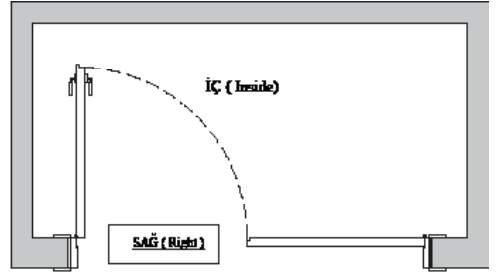 İÇ ( Inside)
SAĞ ( Right )